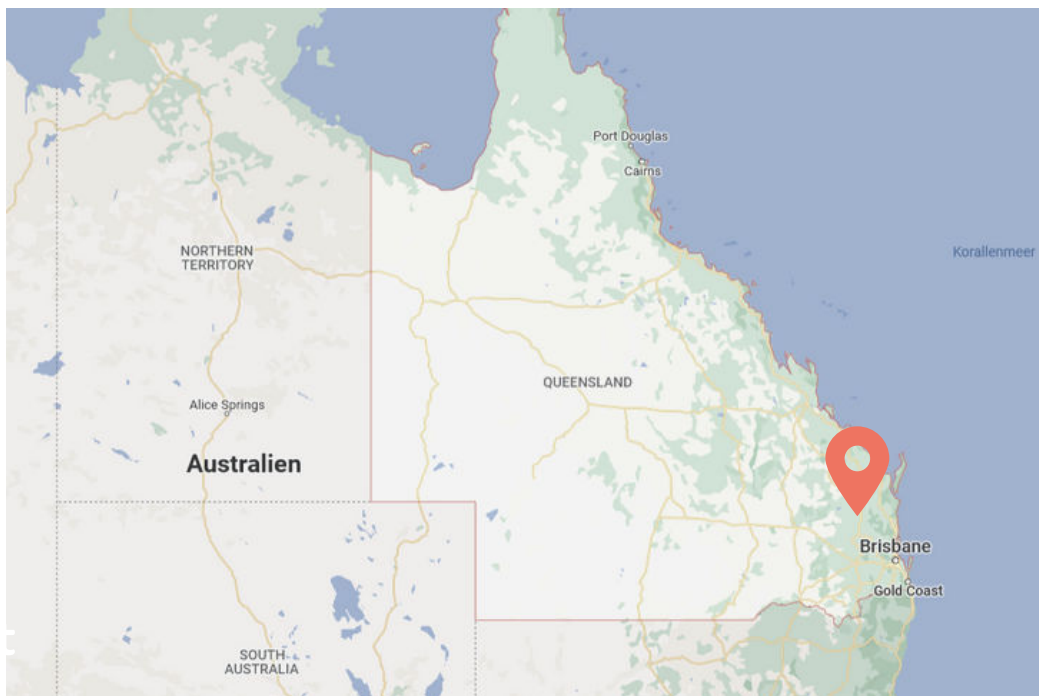 Port Douglas
Cairns
NORTHERN
TERRITORY
Korallenmeer
QUEENSLAND
Alice Springs
Australien
Brisbane
Gold Coast
t
SOUTH
AUSTRALIA